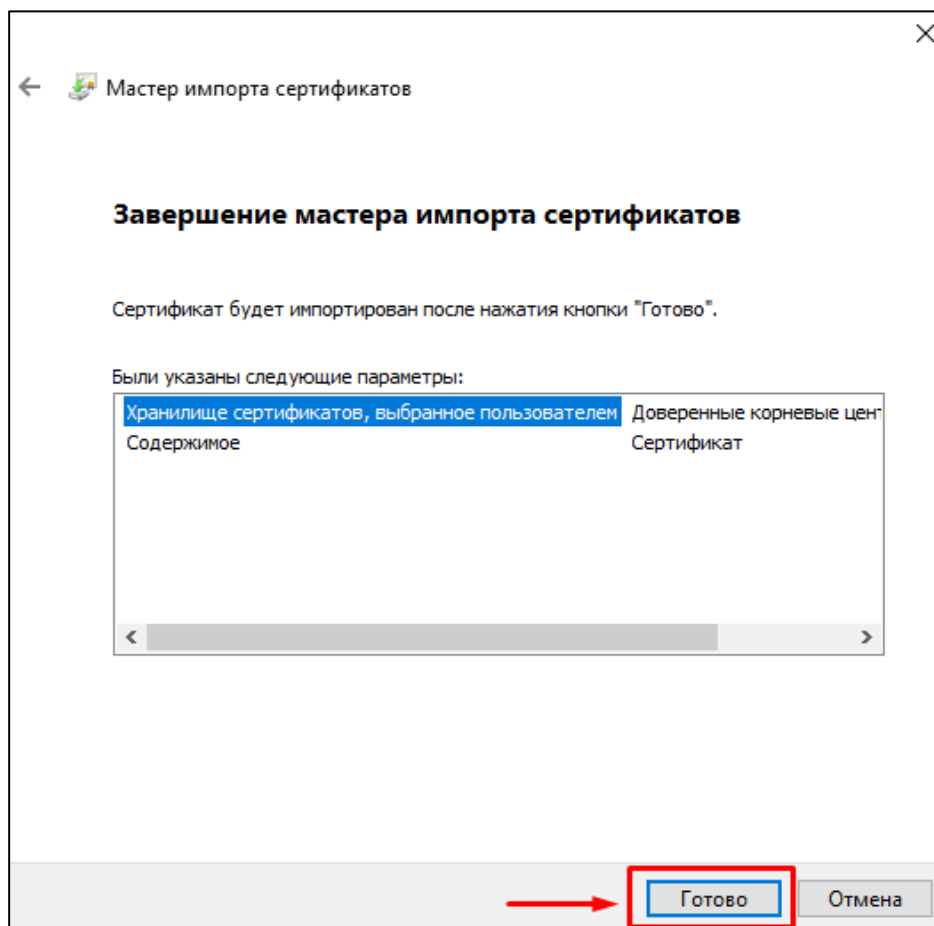 Мастер импорта сертификатов
Завершение мастера импорта сертификатов
Сертификат будет импортирован после нажатия кнопки "Готово".
Были указаны следующие параметры:
Хранилище сертификатов, выбранное пользователем Доверенные корневые цент
Содержимое Сертификат
Готово Отмена